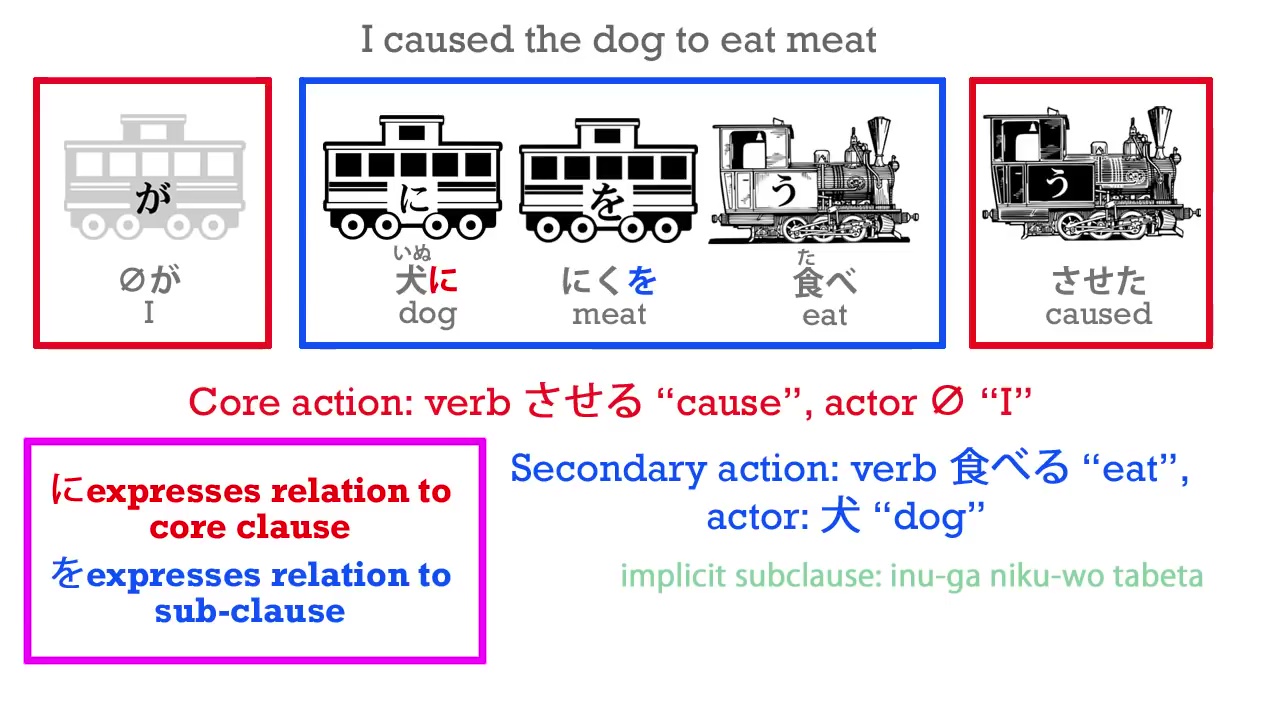 I caused the dog to eat meat
が
に
を
う
う
∅が
I
いぬ
犬に
dog
にくを
meat
た
食べ
eat
させた
caused
Core action: verb させる “cause”, actor ∅ “I”
にexpresses relation to
core clause
をexpresses relation to
sub-clause
Secondary action: verb 食べる “eat”,
actor: 犬 “dog”
implicit subclause: inu-ga niku-wo tabeta